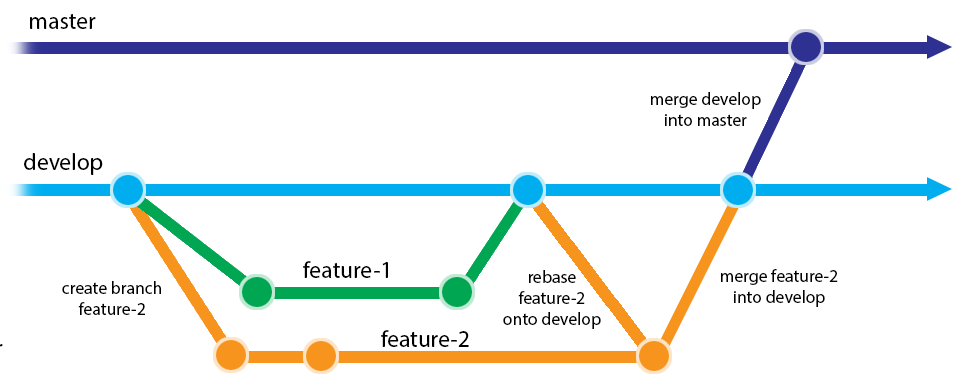 master
merge develop
into master
develop
feature-1
create branch
feature-2
rebase
feature-2
onto develop
merge feature-2
into develop
feature-2